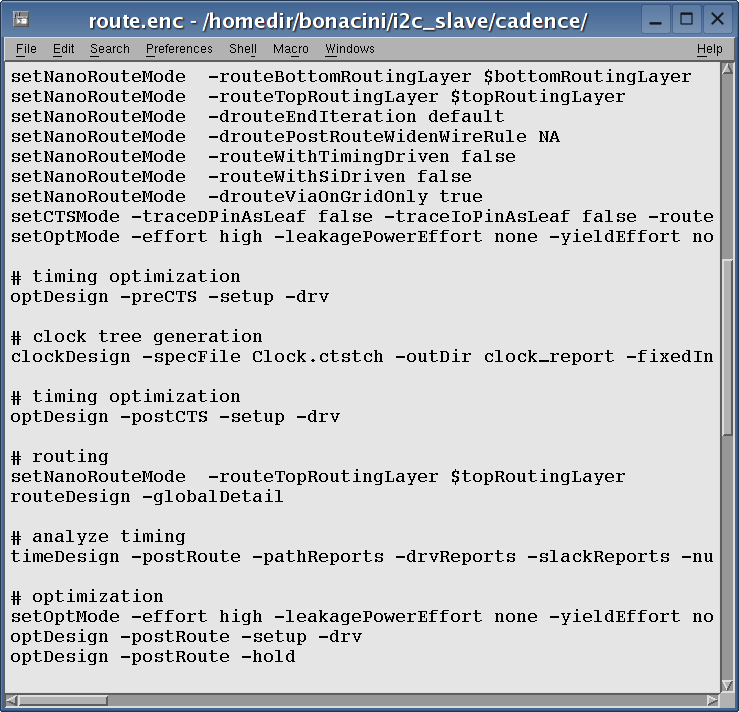 route.enc - /homedir/bonacini/i2c_slave/cadence/
File Edit Search Preferences Shell Macro Windows Help
setNanoRouteMode  -routeBottomRoutingLayer $bottomRoutingLayer
setNanoRouteMode  -routeTopRoutingLayer $topRoutingLayer
setNanoRouteMode  -drouteEndIteration default
setNanoRouteMode  -droutePostRouteWidenWireRule NA
setNanoRouteMode  -routeWithTimingDriven false
setNanoRouteMode  -routeWithSiDriven false
setNanoRouteMode  -drouteViaOnGridOnly true
setCTSMode -traceDPinAsLeaf false -traceIoPinAsLeaf false -route
setOptMode -effort high -leakagePowerEffort none -yieldEffort no
# timing optimization
optDesign -preCTS -setup -drv
# clock tree generation
clockDesign -specFile Clock.ctstch -outDir clock_report -fixedIn
# timing optimization
optDesign -postCTS -setup -drv
# routing
setNanoRouteMode  -routeTopRoutingLayer $topRoutingLayer
routeDesign -globalDetail
# analyze timing
timeDesign -postRoute -pathReports -drvReports -slackReports -nu
# optimization
setOptMode -effort high -leakagePowerEffort none -yieldEffort no
optDesign -postRoute -setup -drv
optDesign -postRoute -hold